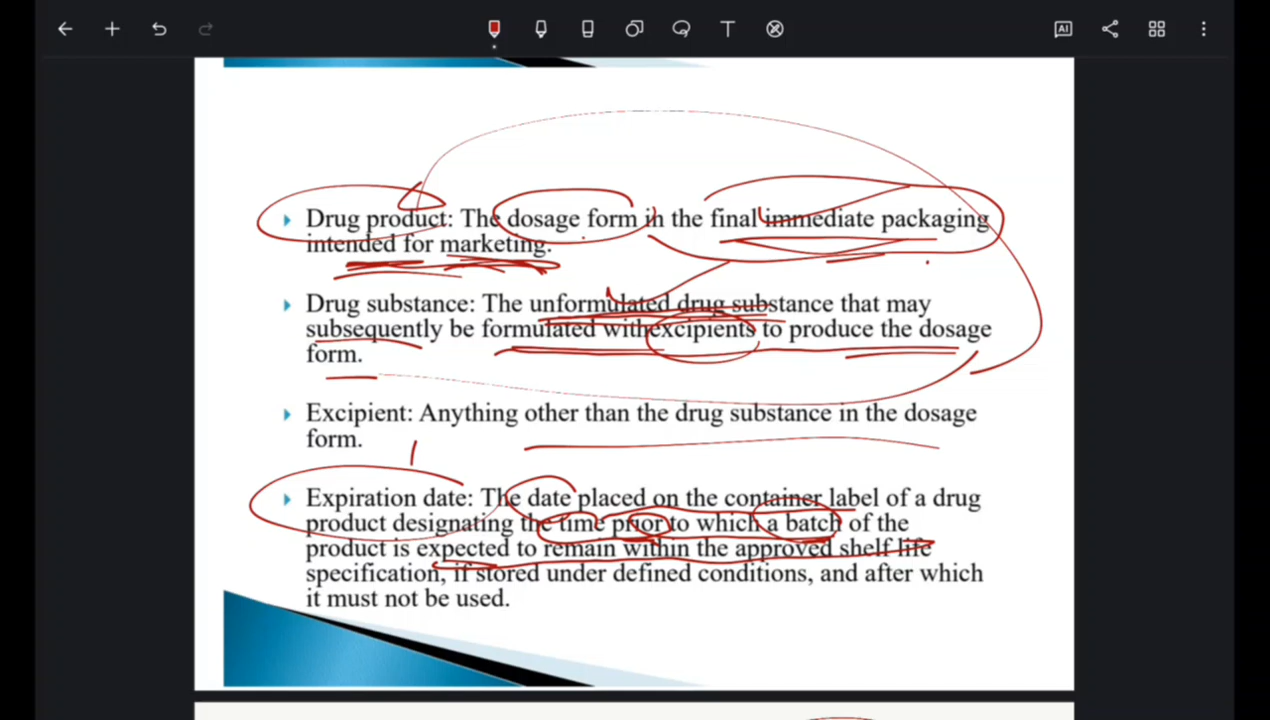 AI
T
Drug product: The dosage form in the final immediate packaging
intended for marketing.
Drug substance: The unformulated drug substance that may
subsequently be formulated withexcipients to produce the dosage
form.
Excipient: Anything other than the drug substance in the dosage
form.
Expiration date: The date placed on the container label of a drug
product designating the time prior to which a batch of the
product is expected to remain within the approved shelf life
specification, if stored under defined conditions, and after which
it must not be used.